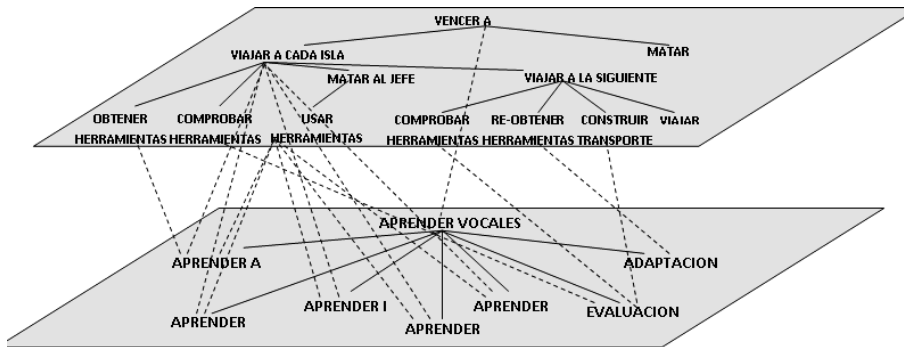 VENCER A
VIAJAR A CADA ISLA
MATAR
MATAR AL JEFE
VIAJAR A LA SIGUIENTE
OBTENER HERRAMIENTAS
COMPROBAR HERRAMIENTAS
USAR HERRAMIENTAS
COMPROBAR HERRAMIENTAS
RE-OBTENER HERRAMIENTAS
CONSTRUIR TRANSPORTE
VIAJAR
APRENDER VOCALES
APRENDER A
ADAPTACION
APRENDER I
APRENDER
EVALUACION
APRENDER
APRENDER